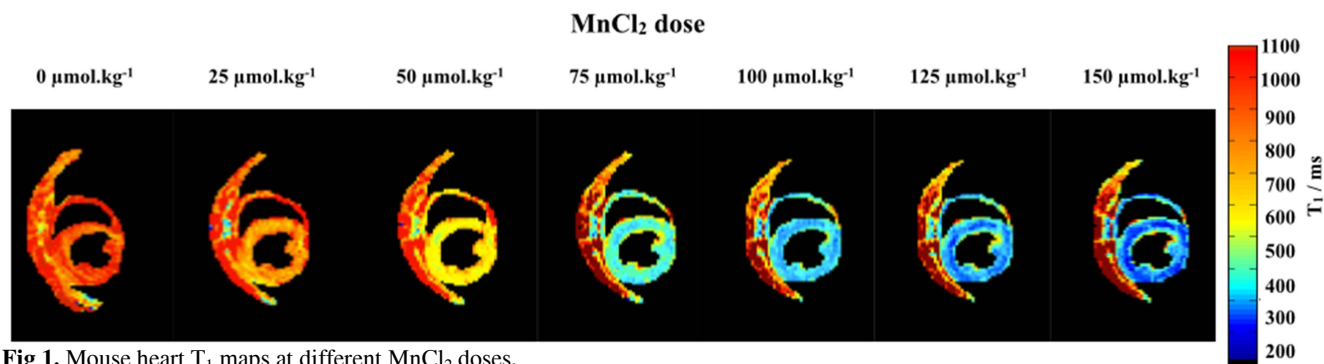 MnCl₂ dose
0 µmol.kg⁻¹ 25 µmol.kg⁻¹ 50 µmol.kg⁻¹ 75 µmol.kg⁻¹ 100 µmol.kg⁻¹ 125 µmol.kg⁻¹ 150 µmol.kg⁻¹
1100
1000
900
800
700
600
500
400
300
200
T₁ / ms
Fig 1. Mouse heart T₁ maps at different MnCl₂ doses.